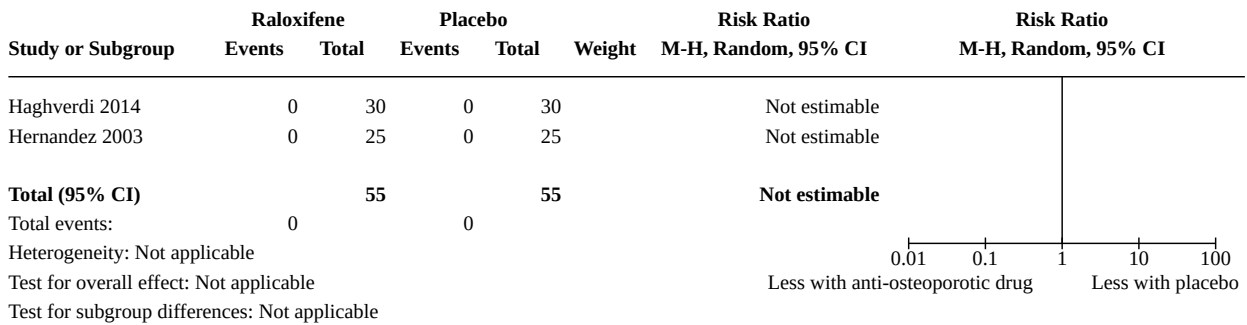 Raloxifene Placebo Risk Ratio Risk Ratio
Study or Subgroup Events Total Events Total Weight M-H, Random, 95% CI M-H, Random, 95% CI
Haghverdi 2014 0 30 0 30 Not estimable
Hernandez 2003 0 25 0 25 Not estimable
Total (95% CI) 55 55 Not estimable
Total events: 0 0
Heterogeneity: Not applicable
0.01 0.1 1 10 100
Test for overall effect: Not applicable Less with anti-osteoporotic drug Less with placebo
Test for subgroup differences: Not applicable